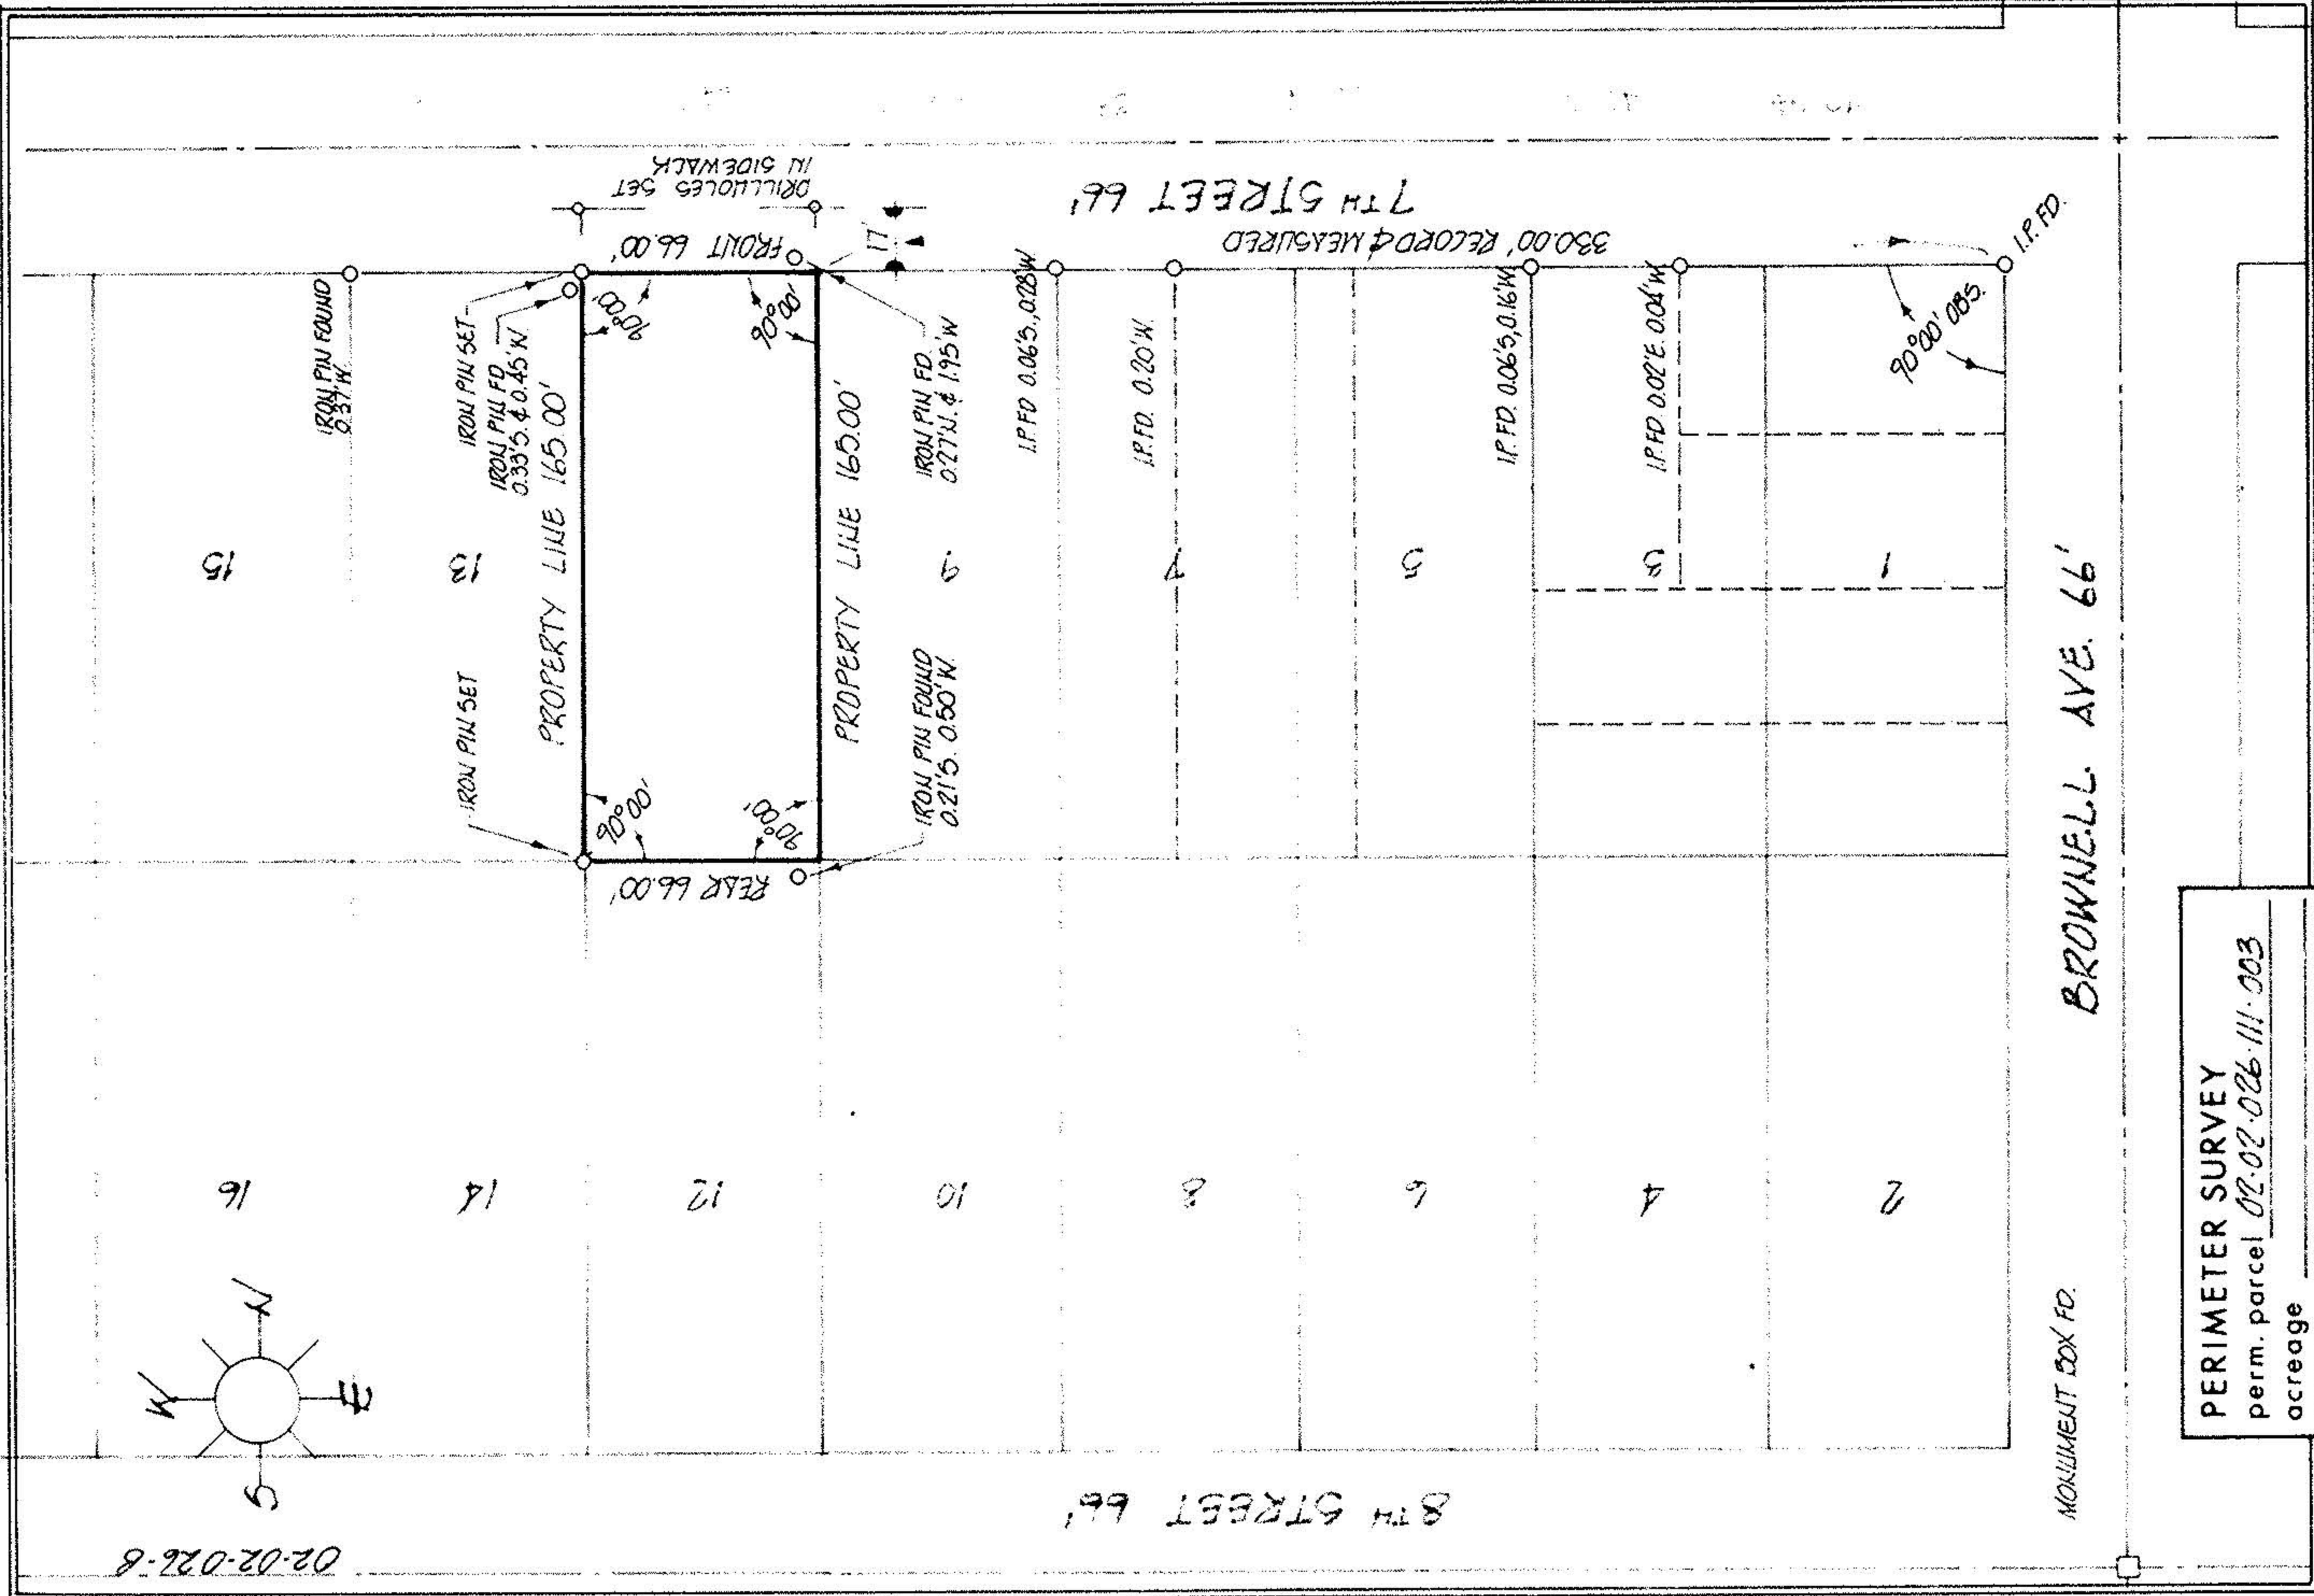 02-02-026-B
N
E
S
W
DRILLHOLES SET
IN SIDEWALK
7TH STREET 66'
330.00' RECORD & MEASURED
FRONT 66.00'
17
I.P. FD.
90°00' OBS.
IRON PIN FOUND
0.37'W.
IRON PIN SET
IRON PIN FD.
0.33'S. & 0.45'W.
PROPERTY LINE 165.00'
90°00'
90°00'
PROPERTY LINE 165.00'
IRON PIN FD.
0.27'N. & 1.95'W
I.P. FD 0.06'S., 0.28'W
I.P. FD. 0.20'W.
I.P. FD. 0.06'S, 0.16'W
I.P. FD. 0.02'E. 0.04'W
15
13
9
7
5
3
1
IRON PIN SET
90°00'
90°00'
IRON PIN FOUND
0.21'S. 0.50'W.
REAR 66.00'
16
14
12
10
8
6
4
2
8TH STREET 66'
BROWNELL AVE. 66'
MONUMENT BOX FD.
PERIMETER SURVEY
perm. parcel 02-02-026-111-003
acreage